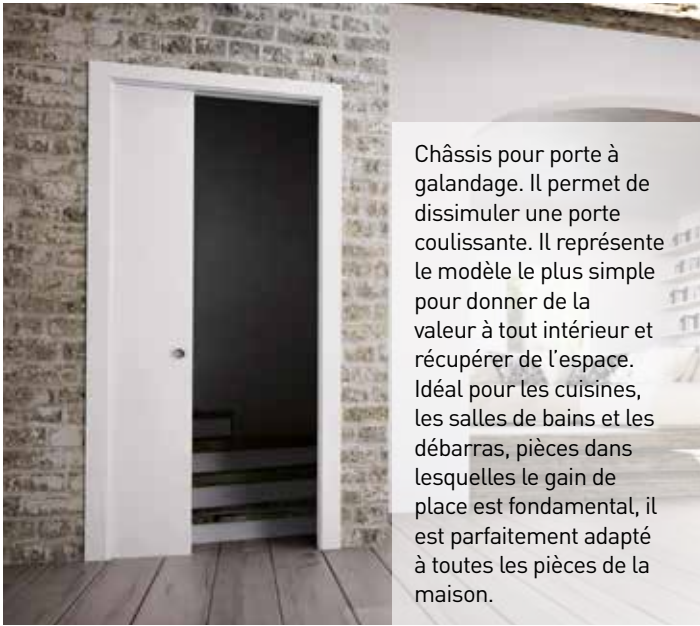 Châssis pour porte à
galandage. Il permet de
dissimuler une porte
coulissante. Il représente
le modèle le plus simple
pour donner de la
valeur à tout intérieur et
récupérer de l’espace.
Idéal pour les cuisines,
les salles de bains et les
débarras, pièces dans
lesquelles le gain de
place est fondamental, il
est parfaitement adapté
à toutes les pièces de la
maison.